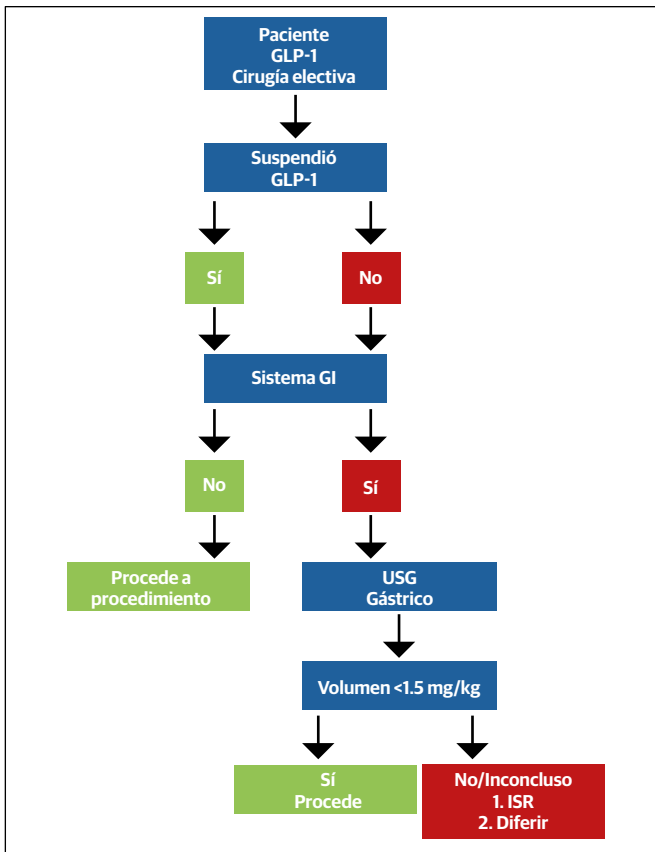 Paciente
GLP-1
Cirugía electiva
Suspendió
GLP-1
Sí
No
Sistema GI
No
Sí
Procede a
procedimiento
USG
Gástrico
Volumen <1.5 mg/kg
Sí
Procede
No/Inconcluso
1. ISR
2. Diferir